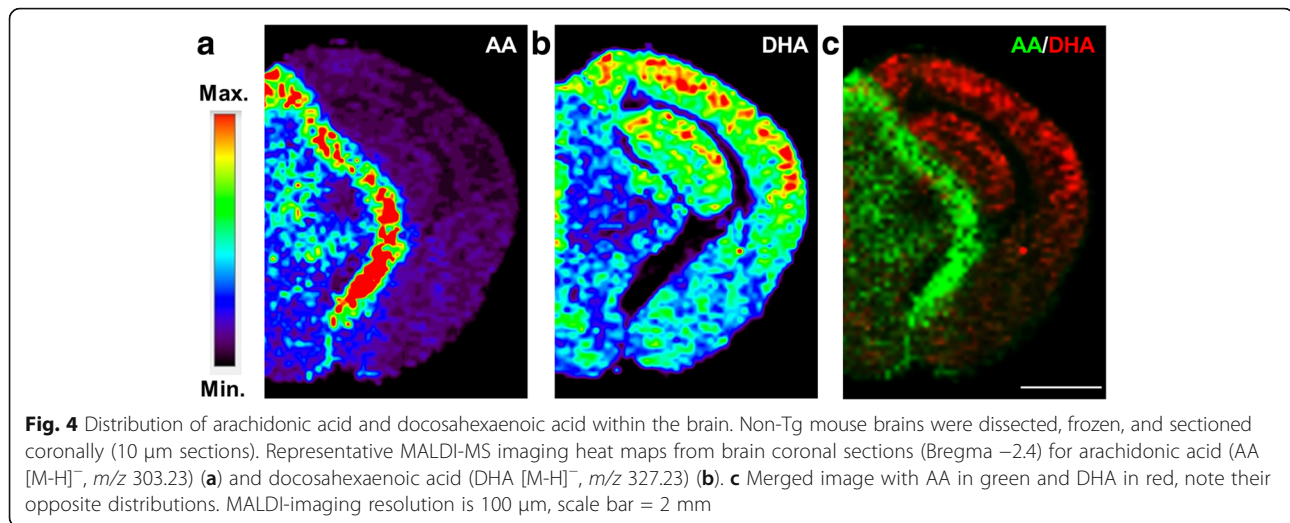 a AA b DHA c AA/DHA
Max.
Min.
Fig. 4 Distribution of arachidonic acid and docosahexaenoic acid within the brain. Non-Tg mouse brains were dissected, frozen, and sectioned
coronally (10 μm sections). Representative MALDI-MS imaging heat maps from brain coronal sections (Bregma −2.4) for arachidonic acid (AA
[M-H]⁻, m/z 303.23) (a) and docosahexaenoic acid (DHA [M-H]⁻, m/z 327.23) (b). c Merged image with AA in green and DHA in red, note their
opposite distributions. MALDI-imaging resolution is 100 μm, scale bar = 2 mm